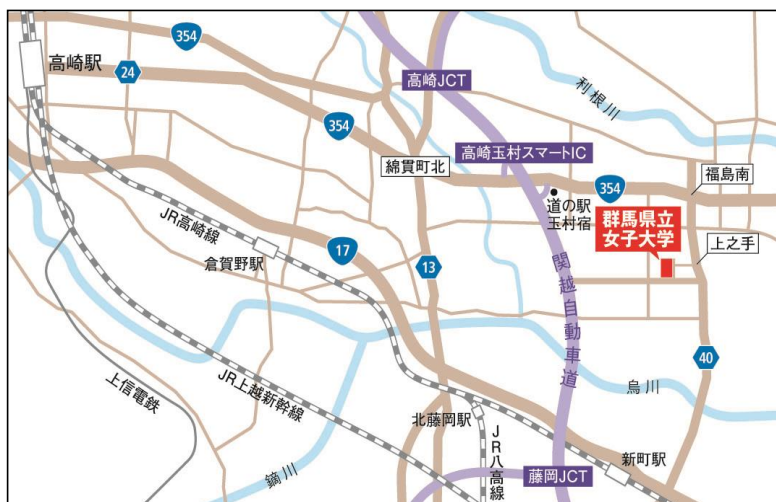 354
高崎駅
24
高崎JCT
利根川
354
高崎玉村スマートIC
綿貫町北
福島南
354
道の駅
玉村宿
群馬県立
女子大学
上之手
JR高崎線
17
倉賀野駅
13
関越自動車道
40
上信電鉄
JR上越新幹線
烏川
北藤岡駅
JR八高線
新町駅
藤岡JCT
鏑川